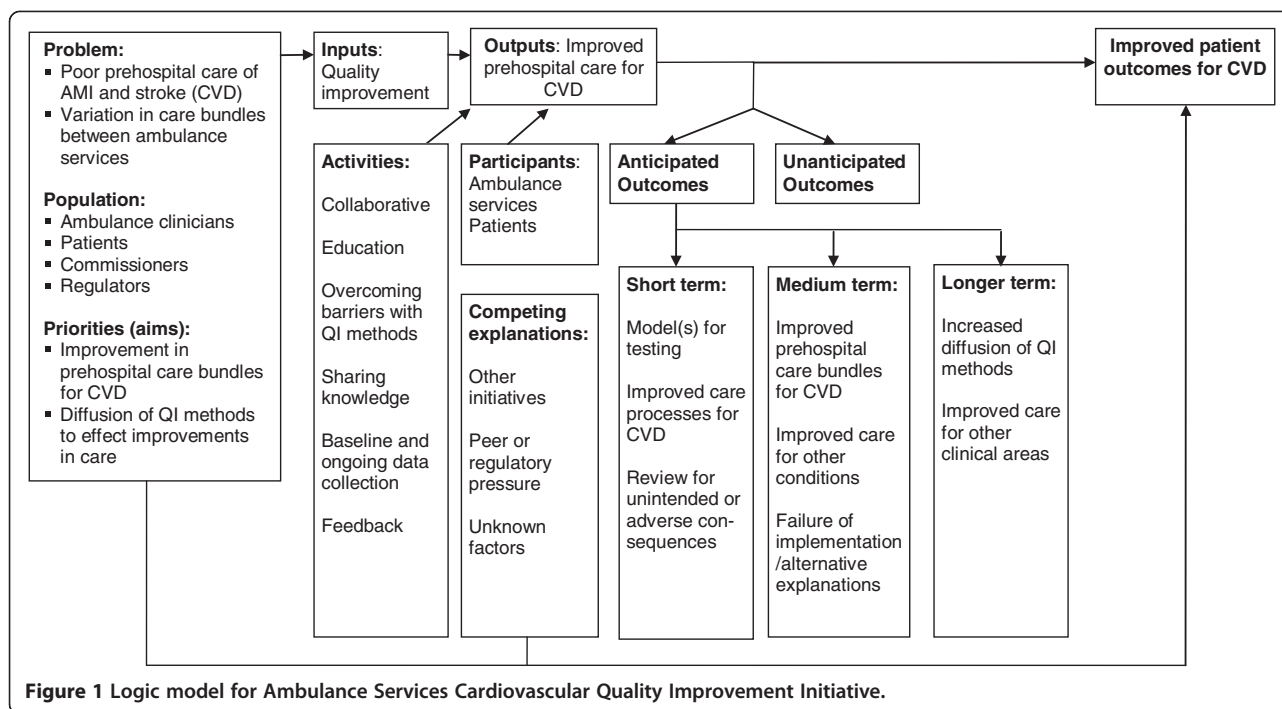 Problem:
▪ Poor prehospital care of
AMI and stroke (CVD)
▪ Variation in care bundles
between ambulance
services
Population:
▪ Ambulance clinicians
▪ Patients
▪ Commissioners
▪ Regulators
Priorities (aims):
▪ Improvement in
prehospital care bundles
for CVD
▪ Diffusion of QI methods
to effect improvements
in care
Inputs:
Quality
improvement
Outputs: Improved
prehospital care for
CVD
Improved patient
outcomes for CVD
Activities:
Collaborative
Education
Overcoming
barriers with
QI methods
Sharing
knowledge
Baseline and
ongoing data
collection
Feedback
Participants:
Ambulance
services
Patients
Competing
explanations:
Other
initiatives
Peer or
regulatory
pressure
Unknown
factors
Anticipated
Outcomes
Unanticipated
Outcomes
Short term:
Model(s) for
testing
Improved care
processes for
CVD
Review for
unintended or
adverse con-
sequences
Medium term:
Improved
prehospital
care bundles
for CVD
Improved care
for other
conditions
Failure of
implementation
/alternative
explanations
Longer term:
Increased
diffusion of QI
methods
Improved care
for other
clinical areas
Figure 1 Logic model for Ambulance Services Cardiovascular Quality Improvement Initiative.